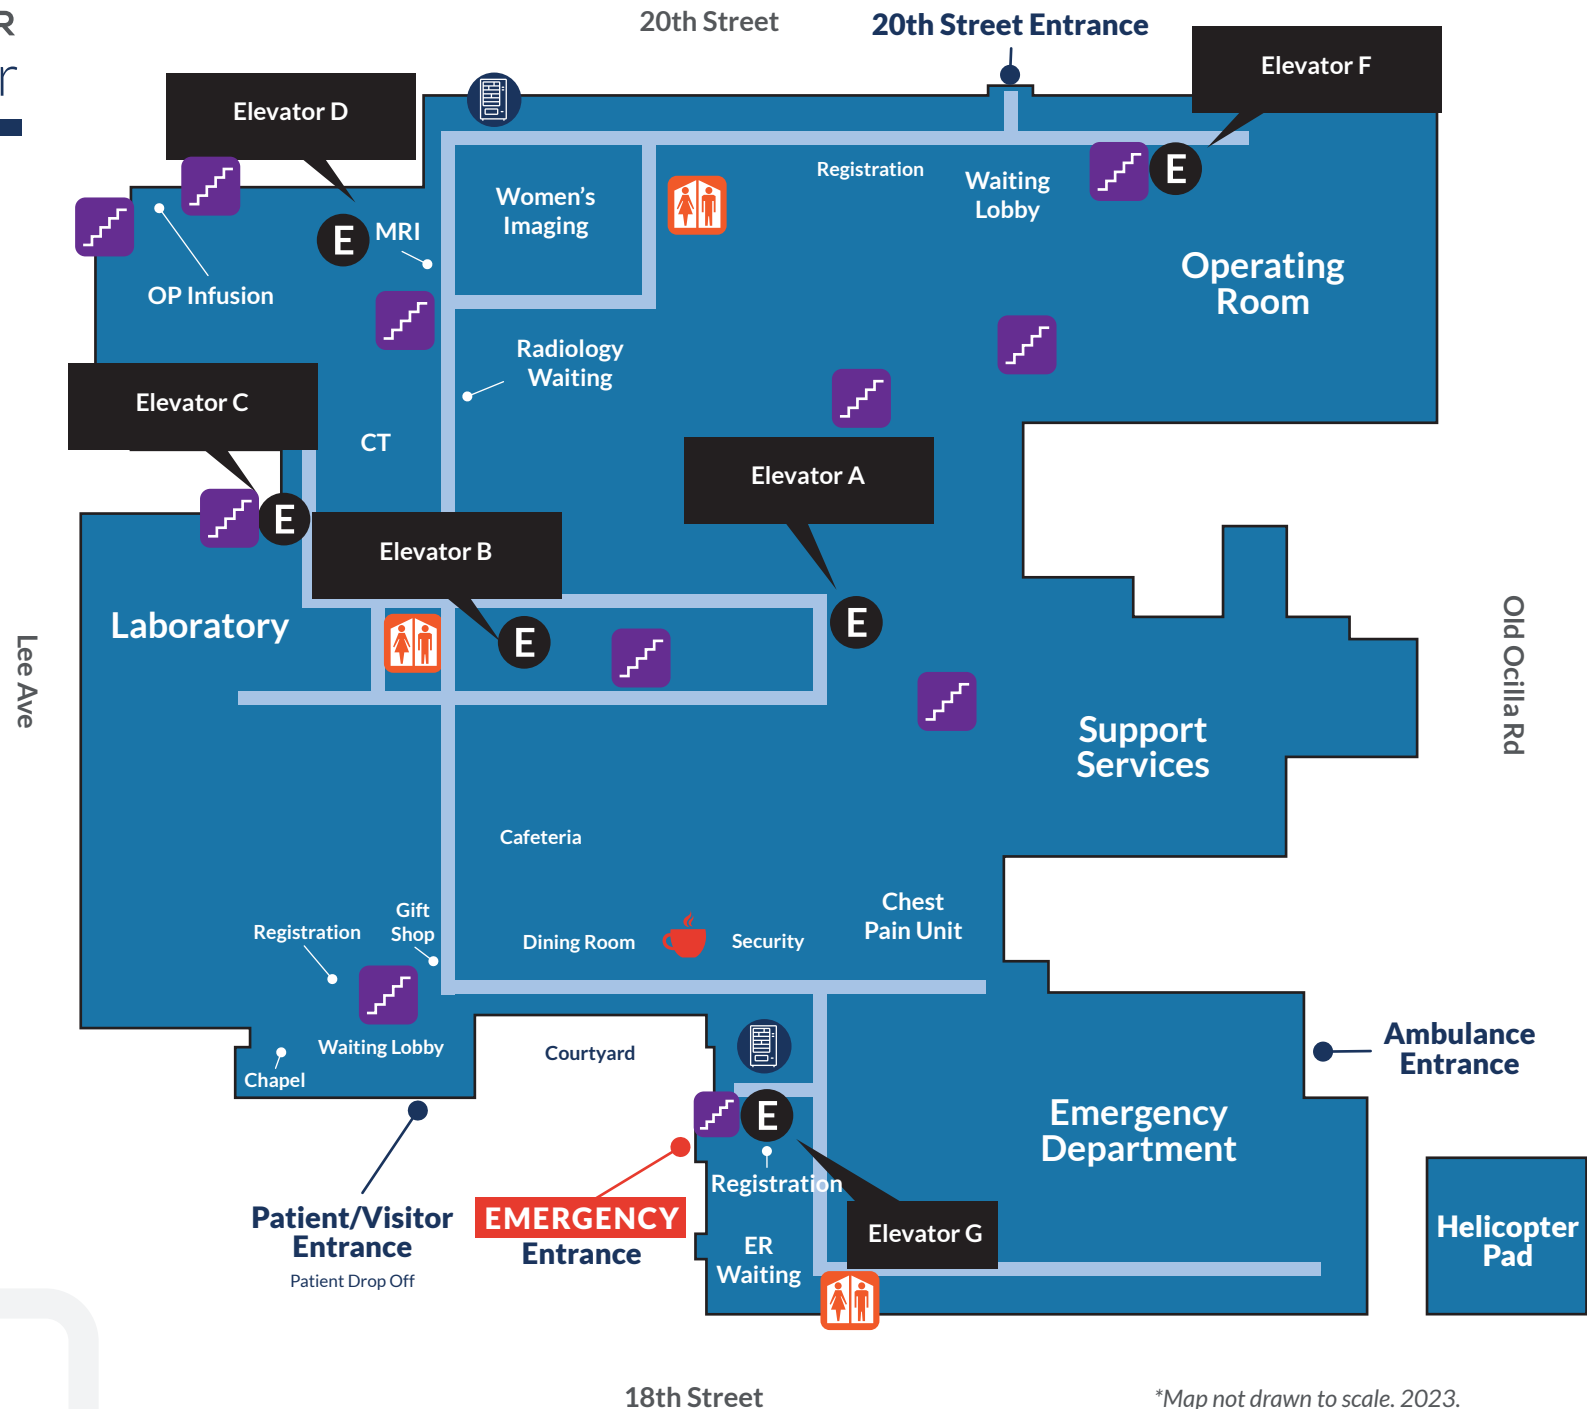 R
r
20th Street
20th Street Entrance
Elevator F
Elevator D
Registration
Waiting
Lobby
E
Women's
Imaging
E
MRI
OP Infusion
Operating
Room
Radiology
Waiting
Elevator C
CT
Elevator A
E
Elevator B
Laboratory
E
E
Lee Ave
Old Ocilla Rd
Support
Services
Cafeteria
Gift
Shop
Registration
Dining Room
Security
Chest
Pain Unit
Waiting Lobby
Chapel
Courtyard
Ambulance
Entrance
E
Emergency
Department
Registration
Patient/Visitor
Entrance
Patient Drop Off
EMERGENCY
Entrance
ER
Waiting
Elevator G
Helicopter
Pad
18th Street
*Map not drawn to scale. 2023.